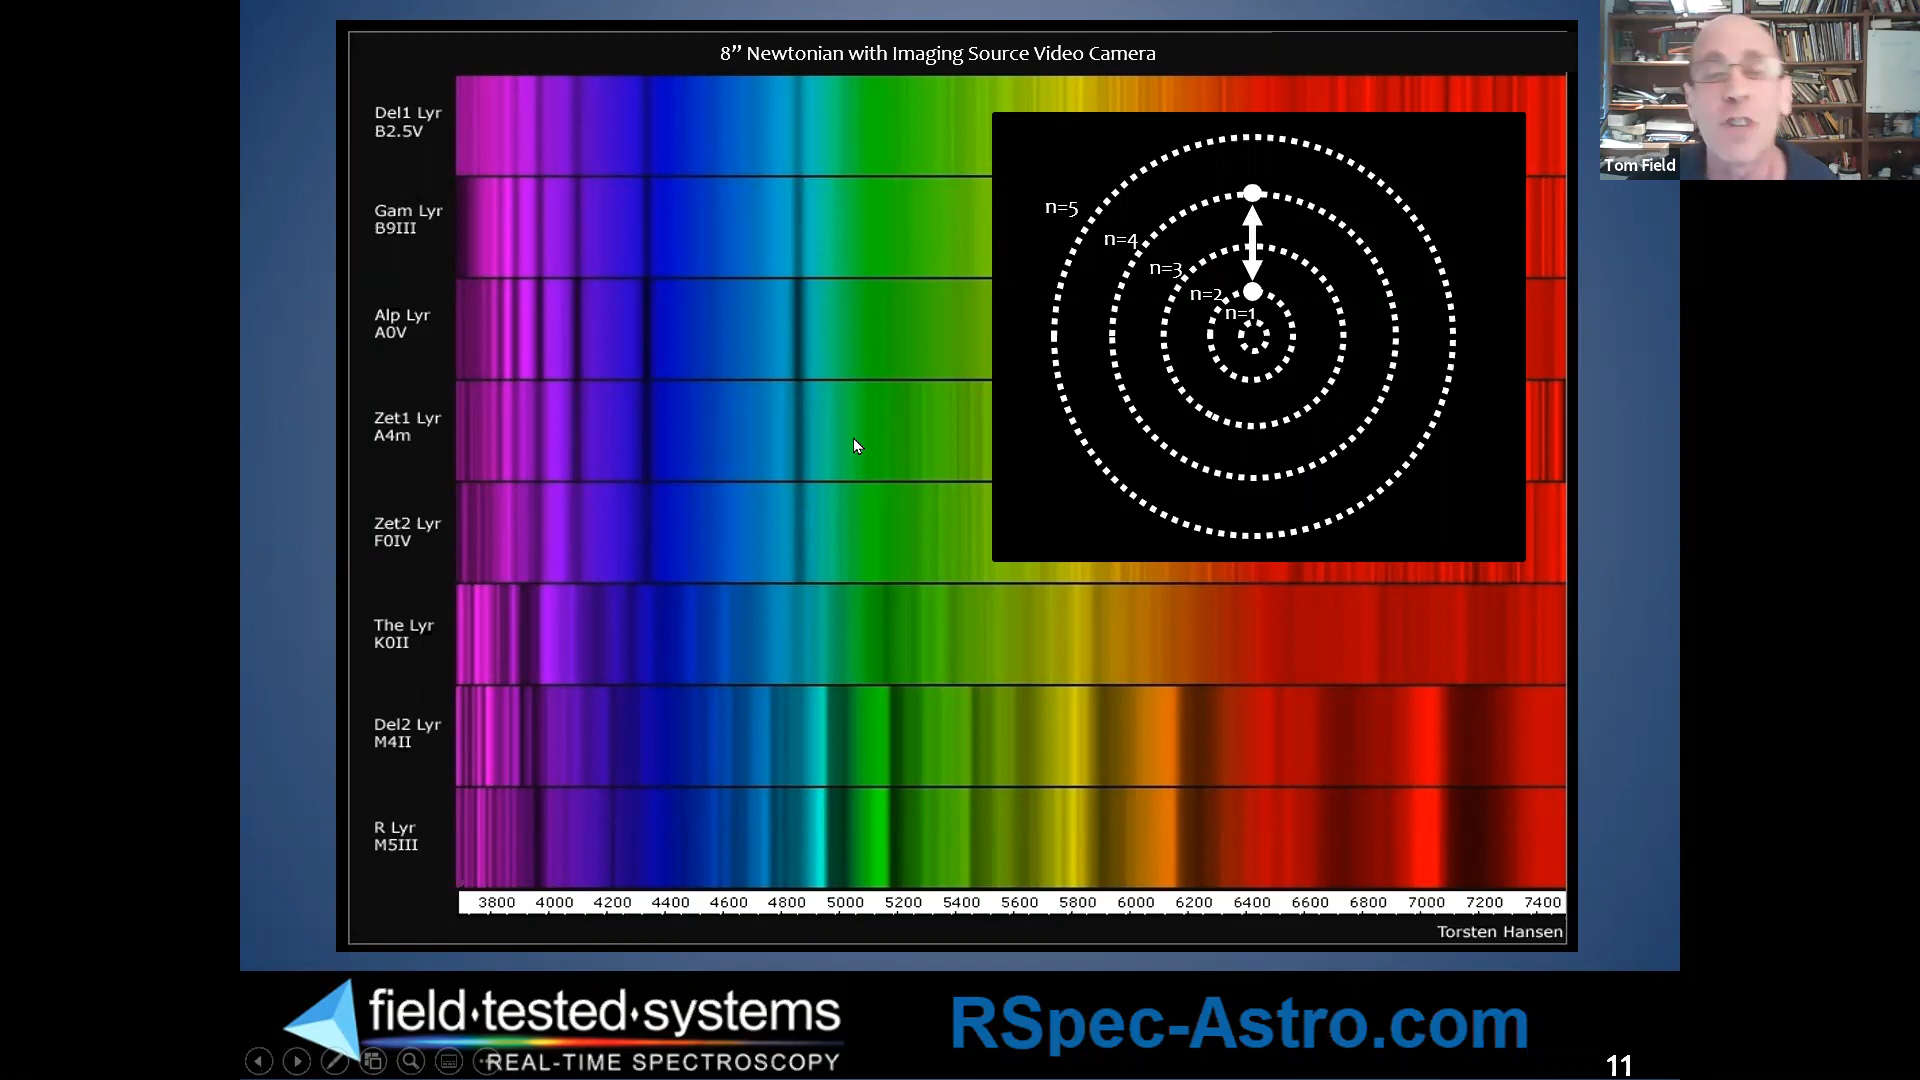 8” Newtonian with Imaging Source Video Camera
Tom Field
Del1 Lyr
B2.5V
Gam Lyr
B9III
Alp Lyr
A0V
Zet1 Lyr
A4m
Zet2 Lyr
F0IV
The Lyr
K0II
Del2 Lyr
M4II
R Lyr
M5III
n=5
n=4
n=3
n=2
n=1
3800 4000 4200 4400 4600 4800 5000 5200 5400 5600 5800 6000 6200 6400 6600 6800 7000 7200 7400
Torsten Hansen
field·tested·systems
REAL-TIME SPECTROSCOPY
RSpec-Astro.com
11